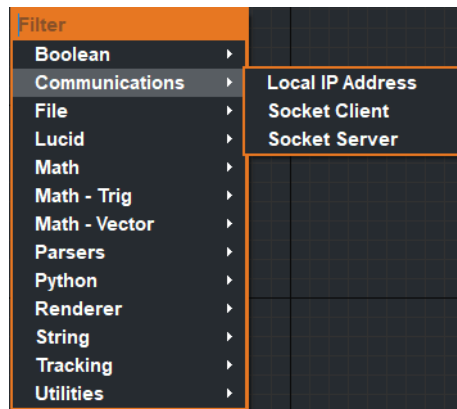 Filter
Boolean
Communications
File
Lucid
Math
Math - Trig
Math - Vector
Parsers
Python
Renderer
String
Tracking
Utilities
Local IP Address
Socket Client
Socket Server